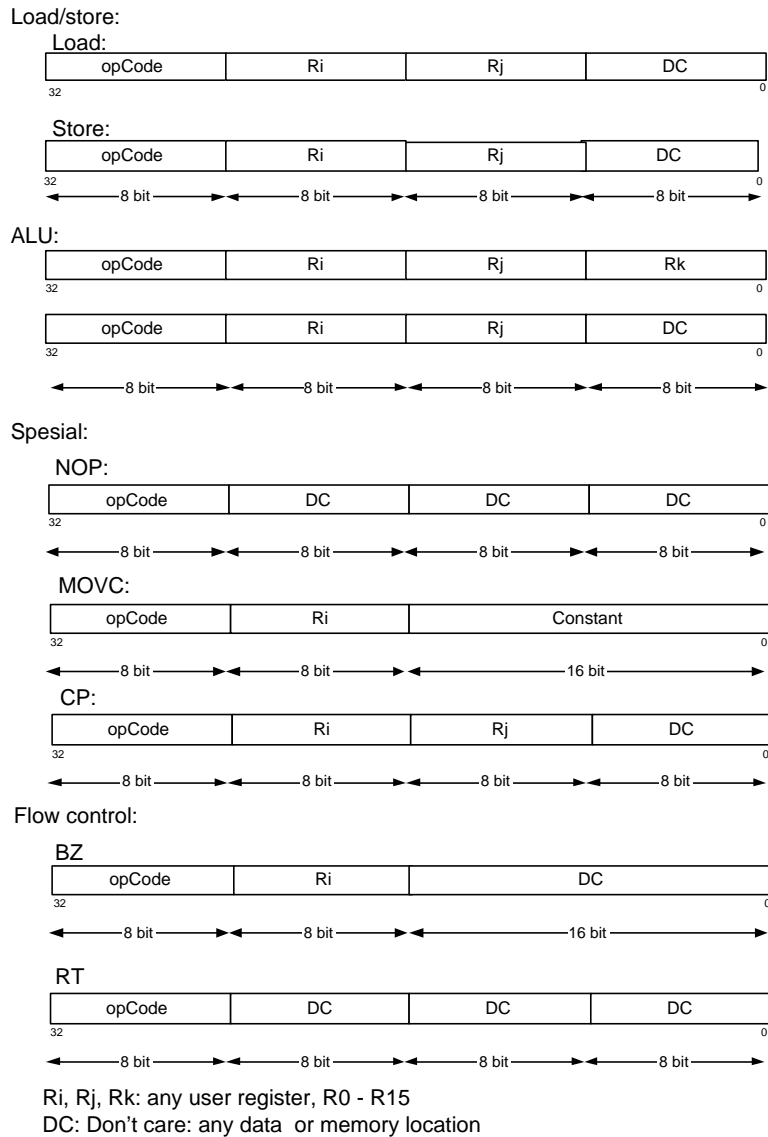 Load/store:
Load:
opCode Ri Rj DC
32 0
Store:
opCode Ri Rj DC
32 0
8 bit 8 bit 8 bit 8 bit
ALU:
opCode Ri Rj Rk
32 0
opCode Ri Rj DC
32 0
8 bit 8 bit 8 bit 8 bit
Spesial:
NOP:
opCode DC DC DC
32 0
8 bit 8 bit 8 bit 8 bit
MOVC:
opCode Ri Constant
32 0
8 bit 8 bit 16 bit
CP:
opCode Ri Rj DC
32 0
8 bit 8 bit 8 bit 8 bit
Flow control:
BZ
opCode Ri DC
32 0
8 bit 8 bit 16 bit
RT
opCode DC DC DC
32 0
8 bit 8 bit 8 bit 8 bit
Ri, Rj, Rk: any user register, R0 - R15
DC: Don't care: any data or memory location